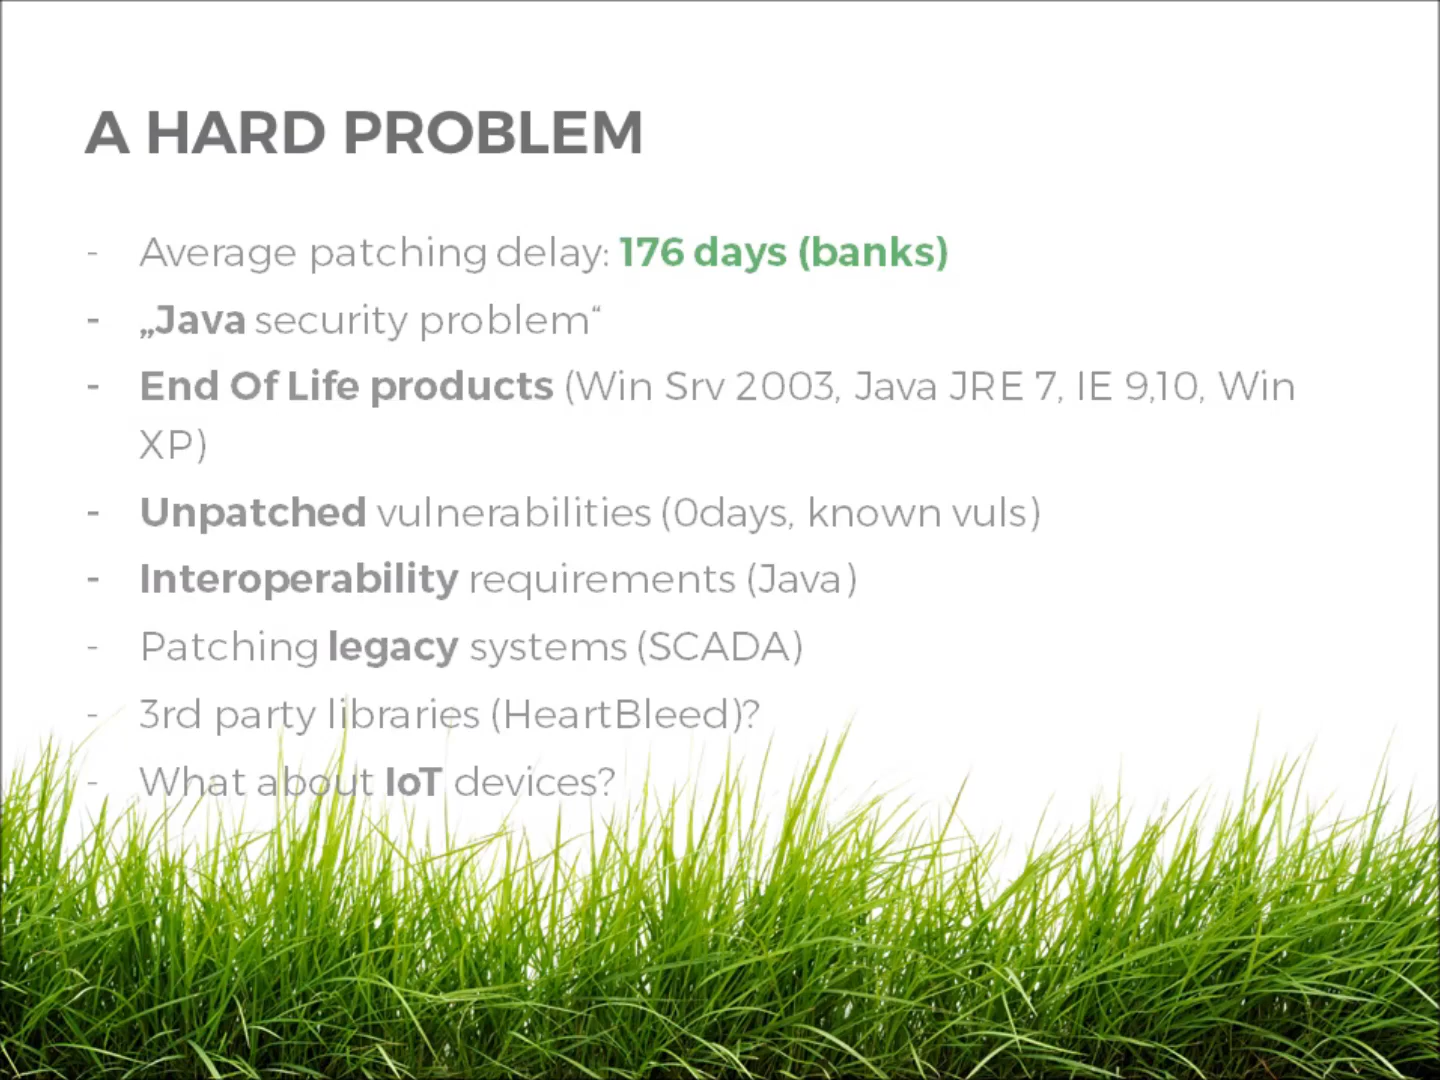 A HARD PROBLEM
- Average patching delay: 176 days (banks)
- „Java security problem“
- End Of Life products (Win Srv 2003, Java JRE 7, IE 9,10, Win
XP)
- Unpatched vulnerabilities (0days, known vuls)
- Interoperability requirements (Java)
- Patching legacy systems (SCADA)
- 3rd party libraries (HeartBleed)?
- What about IoT devices?